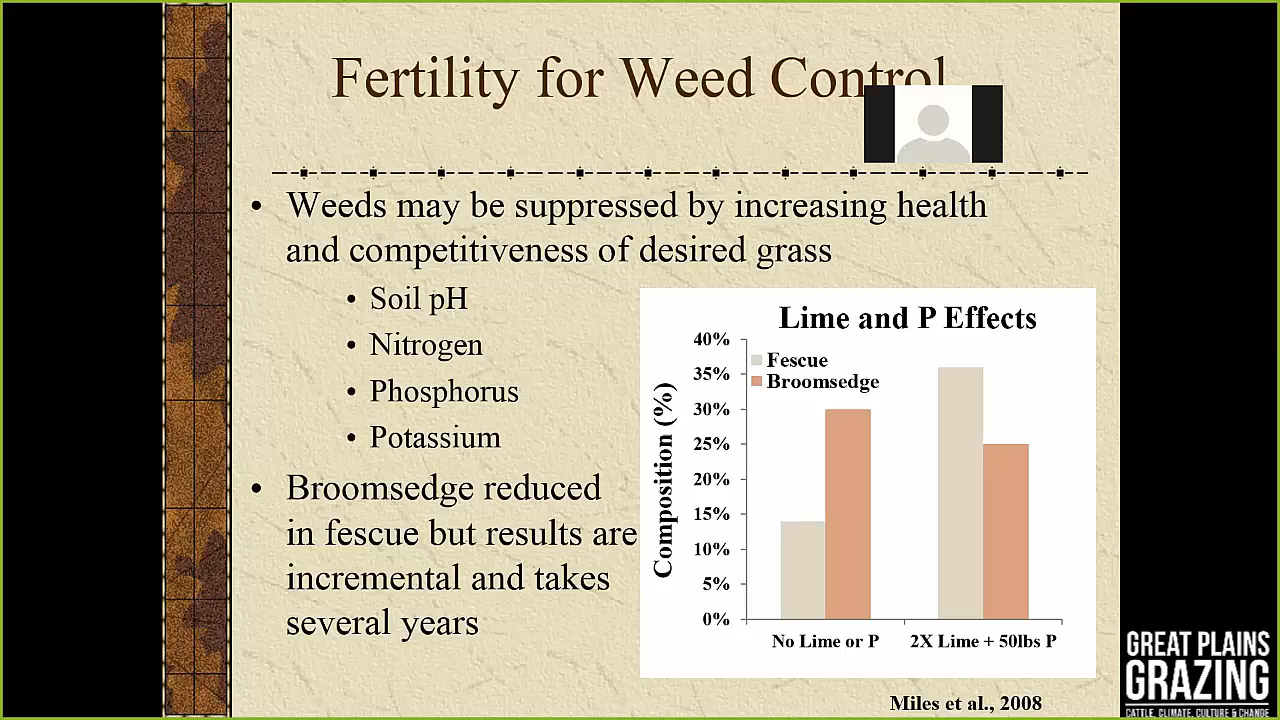 Fertility for Weed Control
• Weeds may be suppressed by increasing health
and competitiveness of desired grass
• Soil pH
• Nitrogen
• Phosphorus
• Potassium
• Broomsedge reduced
in fescue but results are
incremental and takes
several years
Lime and P Effects
Composition (%)
40%
35%
30%
25%
20%
15%
10%
5%
0%
Fescue
Broomsedge
No Lime or P
2X Lime + 50lbs P
Miles et al., 2008
GREAT PLAINS
GRAZING
CATTLE, CLIMATE, CULTURE & CHANGE